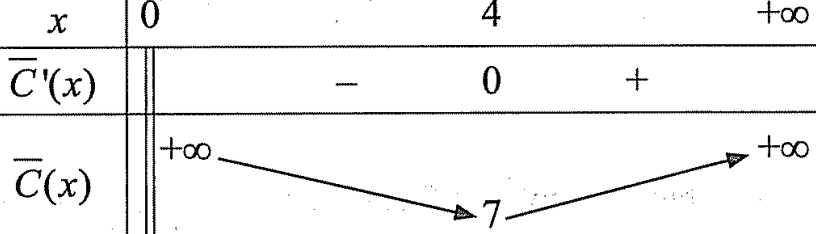 x 0 4 +∞
C̅'(x) − 0 +
C̅(x) +∞ 7 +∞